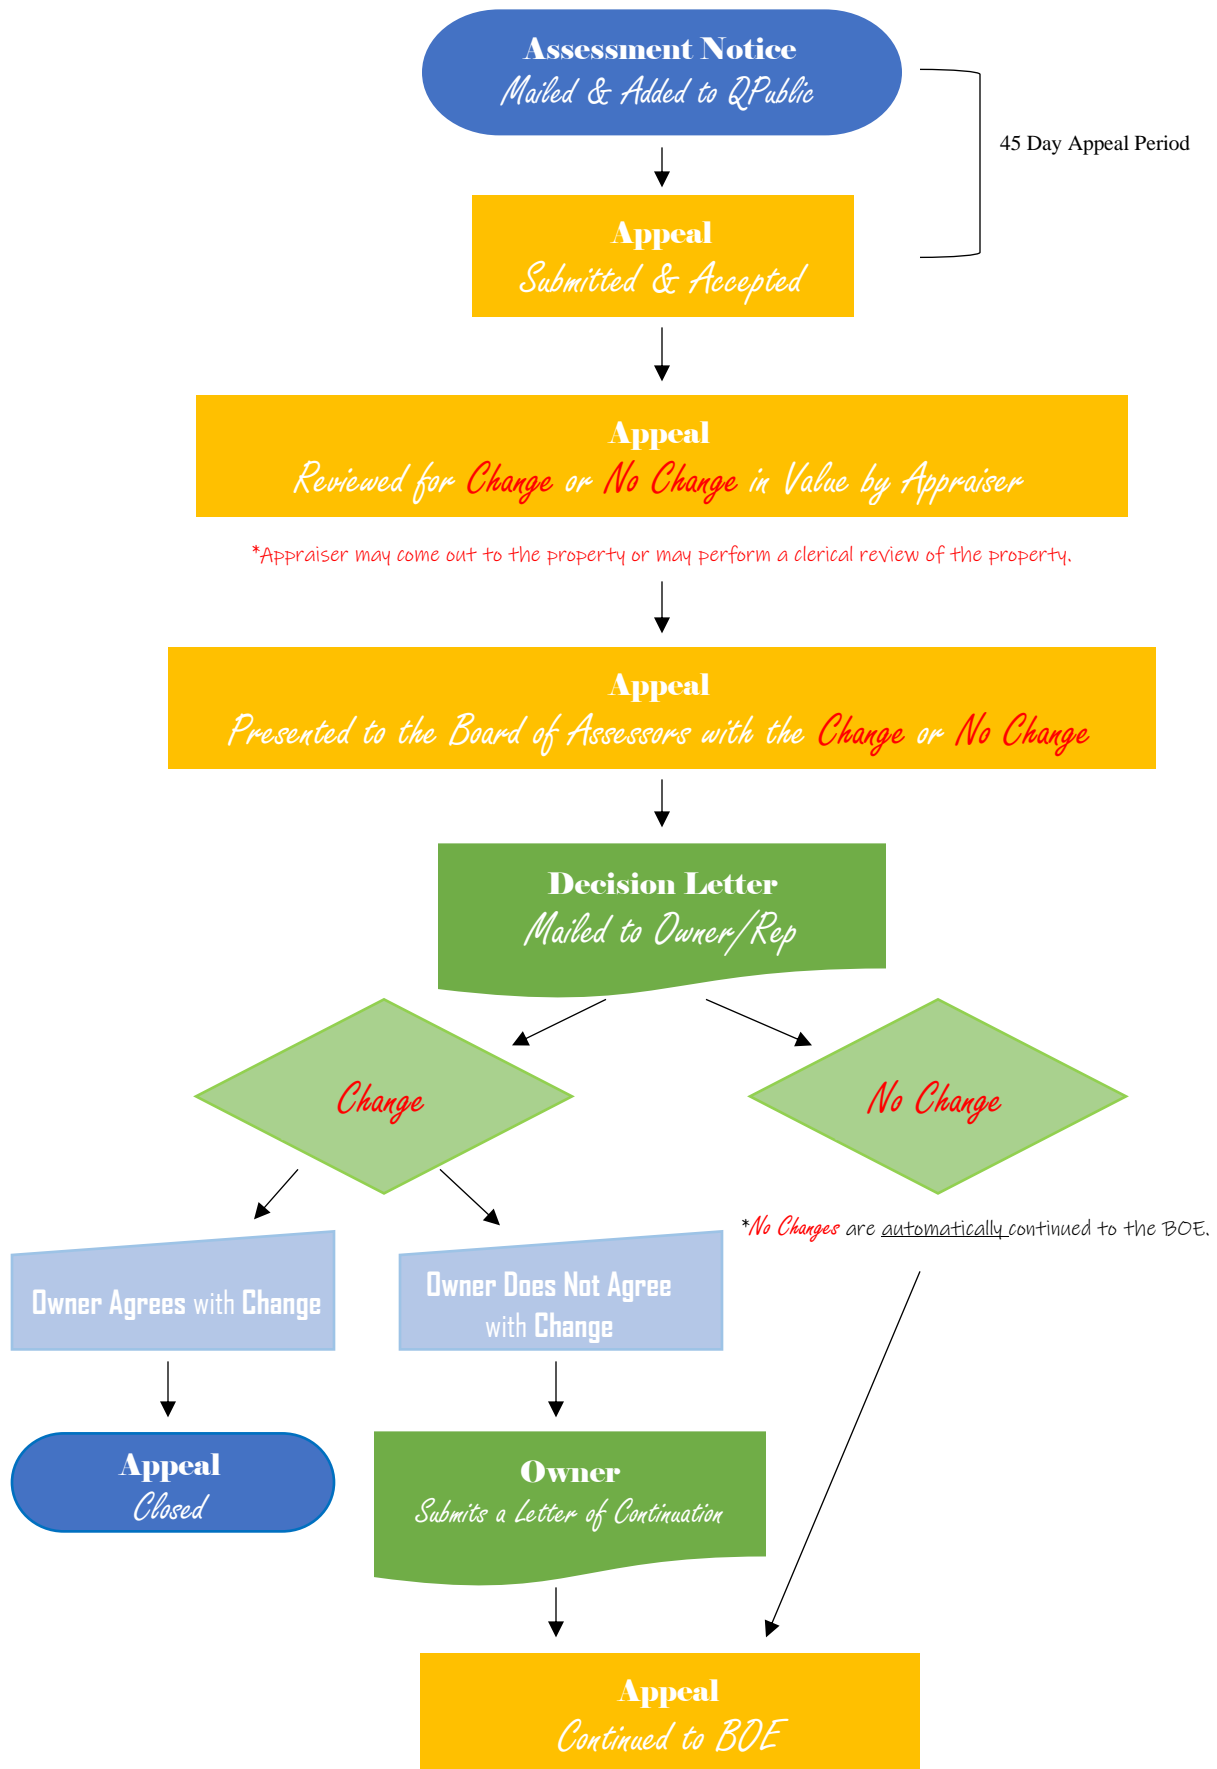 Assessment Notice
Mailed & Added to QPublic
45 Day Appeal Period
Appeal
Submitted & Accepted
Appeal
Reviewed for Change or No Change in Value by Appraiser
*Appraiser may come out to the property or may perform a clerical review of the property.
Appeal
Presented to the Board of Assessors with the Change or No Change
Decision Letter
Mailed to Owner/Rep
Change
No Change
*No Changes are automatically continued to the BOE.
Owner Agrees with Change
Owner Does Not Agree
with Change
Appeal
Closed
Owner
Submits a Letter of Continuation
Appeal
Continued to BOE